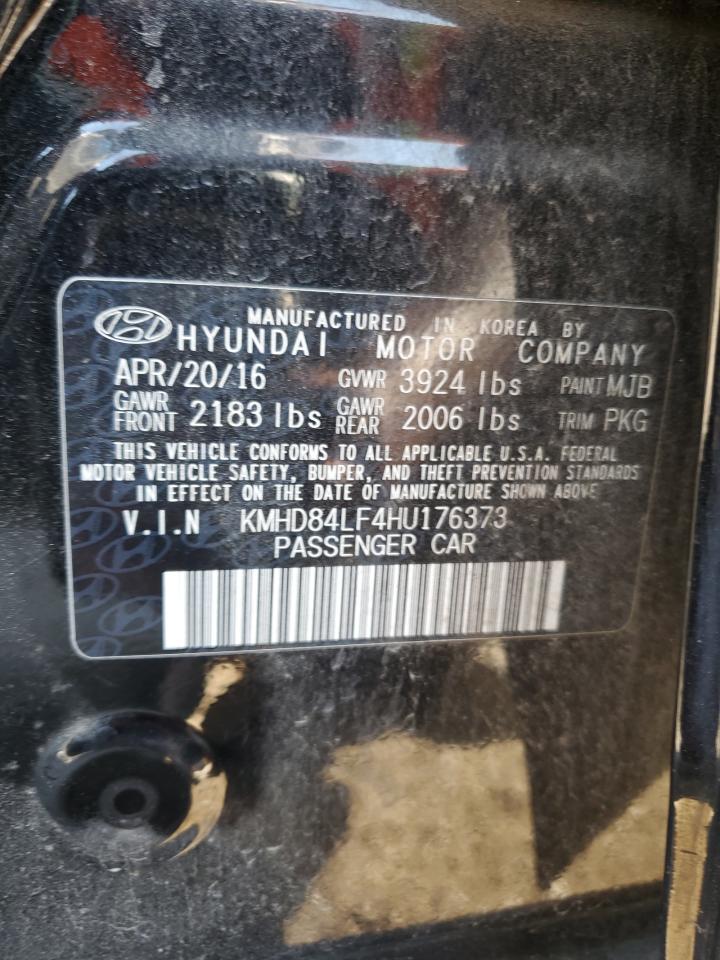 MANUFACTURED IN KOREA BY
HYUNDAI MOTOR COMPANY
APR/20/16 GVWR 3924 lbs PAINT MJB
GAWR FRONT 2183 lbs GAWR REAR 2006 lbs TRIM PKG
THIS VEHICLE CONFORMS TO ALL APPLICABLE U.S.A. FEDERAL
MOTOR VEHICLE SAFETY, BUMPER, AND THEFT PREVENTION STANDARDS
IN EFFECT ON THE DATE OF MANUFACTURE SHOWN ABOVE
V.I.N KMHD84LF4HU176373
PASSENGER CAR